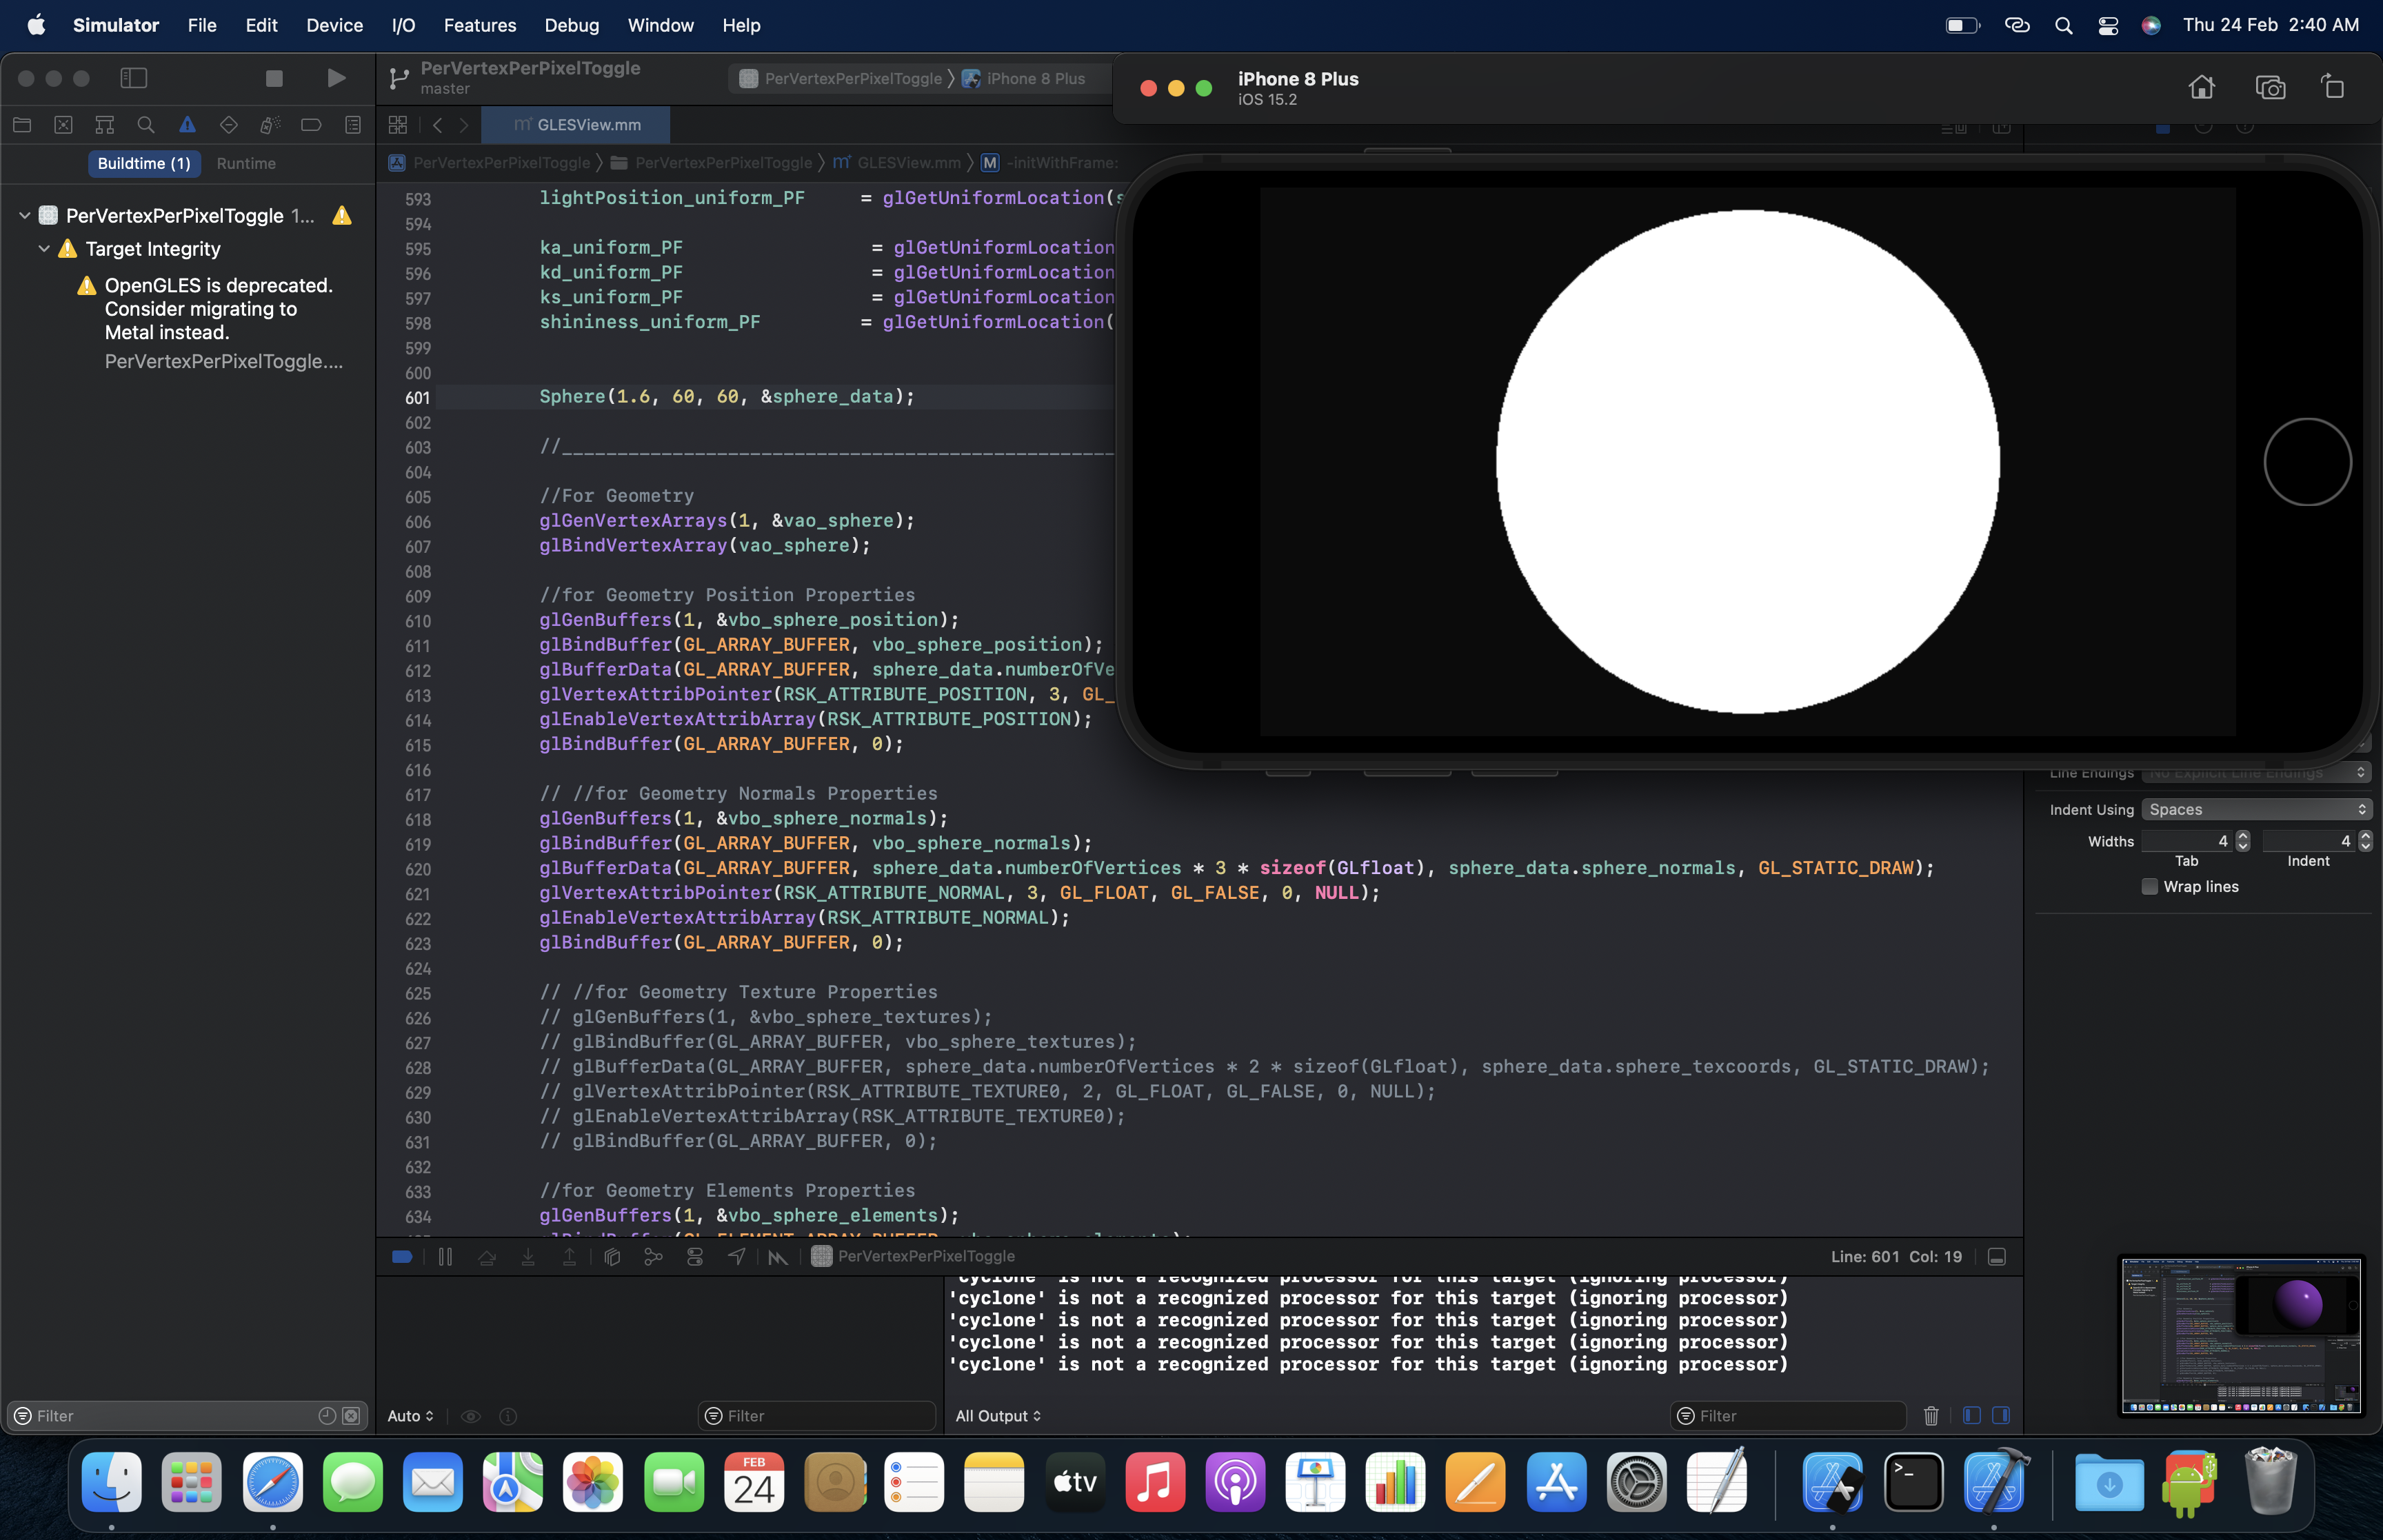 Simulator File Edit Device I/O Features Debug Window Help
Thu 24 Feb 2:40 AM
PerVertexPerPixelToggle
master
PerVertexPerPixelToggle
iPhone 8 Plus
iPhone 8 Plus
iOS 15.2
GLESView.mm
Buildtime (1)
Runtime
PerVertexPerPixelToggle
PerVertexPerPixelToggle
GLESView.mm
M
-initWithFrame:
PerVertexPerPixelToggle 1...
Target Integrity
OpenGLES is deprecated.
Consider migrating to
Metal instead.
PerVertexPerPixelToggle....
593 lightPosition_uniform_PF = glGetUniformLocation(s
594
595 ka_uniform_PF = glGetUniformLocation
596 kd_uniform_PF = glGetUniformLocation
597 ks_uniform_PF = glGetUniformLocation
598 shininess_uniform_PF = glGetUniformLocation(
599
600
601 Sphere(1.6, 60, 60, &sphere_data);
602
603 //__________________________________________________
604
605 //For Geometry
606 glGenVertexArrays(1, &vao_sphere);
607 glBindVertexArray(vao_sphere);
608
609 //for Geometry Position Properties
610 glGenBuffers(1, &vbo_sphere_position);
611 glBindBuffer(GL_ARRAY_BUFFER, vbo_sphere_position);
612 glBufferData(GL_ARRAY_BUFFER, sphere_data.numberOfVe
613 glVertexAttribPointer(RSK_ATTRIBUTE_POSITION, 3, GL_
614 glEnableVertexAttribArray(RSK_ATTRIBUTE_POSITION);
615 glBindBuffer(GL_ARRAY_BUFFER, 0);
616
617 // //for Geometry Normals Properties
618 glGenBuffers(1, &vbo_sphere_normals);
619 glBindBuffer(GL_ARRAY_BUFFER, vbo_sphere_normals);
620 glBufferData(GL_ARRAY_BUFFER, sphere_data.numberOfVertices * 3 * sizeof(GLfloat), sphere_data.sphere_normals, GL_STATIC_DRAW);
621 glVertexAttribPointer(RSK_ATTRIBUTE_NORMAL, 3, GL_FLOAT, GL_FALSE, 0, NULL);
622 glEnableVertexAttribArray(RSK_ATTRIBUTE_NORMAL);
623 glBindBuffer(GL_ARRAY_BUFFER, 0);
624
625 // //for Geometry Texture Properties
626 // glGenBuffers(1, &vbo_sphere_textures);
627 // glBindBuffer(GL_ARRAY_BUFFER, vbo_sphere_textures);
628 // glBufferData(GL_ARRAY_BUFFER, sphere_data.numberOfVertices * 2 * sizeof(GLfloat), sphere_data.sphere_texcoords, GL_STATIC_DRAW);
629 // glVertexAttribPointer(RSK_ATTRIBUTE_TEXTURE0, 2, GL_FLOAT, GL_FALSE, 0, NULL);
630 // glEnableVertexAttribArray(RSK_ATTRIBUTE_TEXTURE0);
631 // glBindBuffer(GL_ARRAY_BUFFER, 0);
632
633 //for Geometry Elements Properties
634 glGenBuffers(1, &vbo_sphere_elements);
Line Endings No Explicit Line Endings
Indent Using Spaces
Widths 4 4
Tab Indent
Wrap lines
PerVertexPerPixelToggle
Line: 601 Col: 19
'cyclone' is not a recognized processor for this target (ignoring processor)
'cyclone' is not a recognized processor for this target (ignoring processor)
'cyclone' is not a recognized processor for this target (ignoring processor)
'cyclone' is not a recognized processor for this target (ignoring processor)
'cyclone' is not a recognized processor for this target (ignoring processor)
Filter
Auto
Filter
All Output
Filter
FEB
24
tv
>_